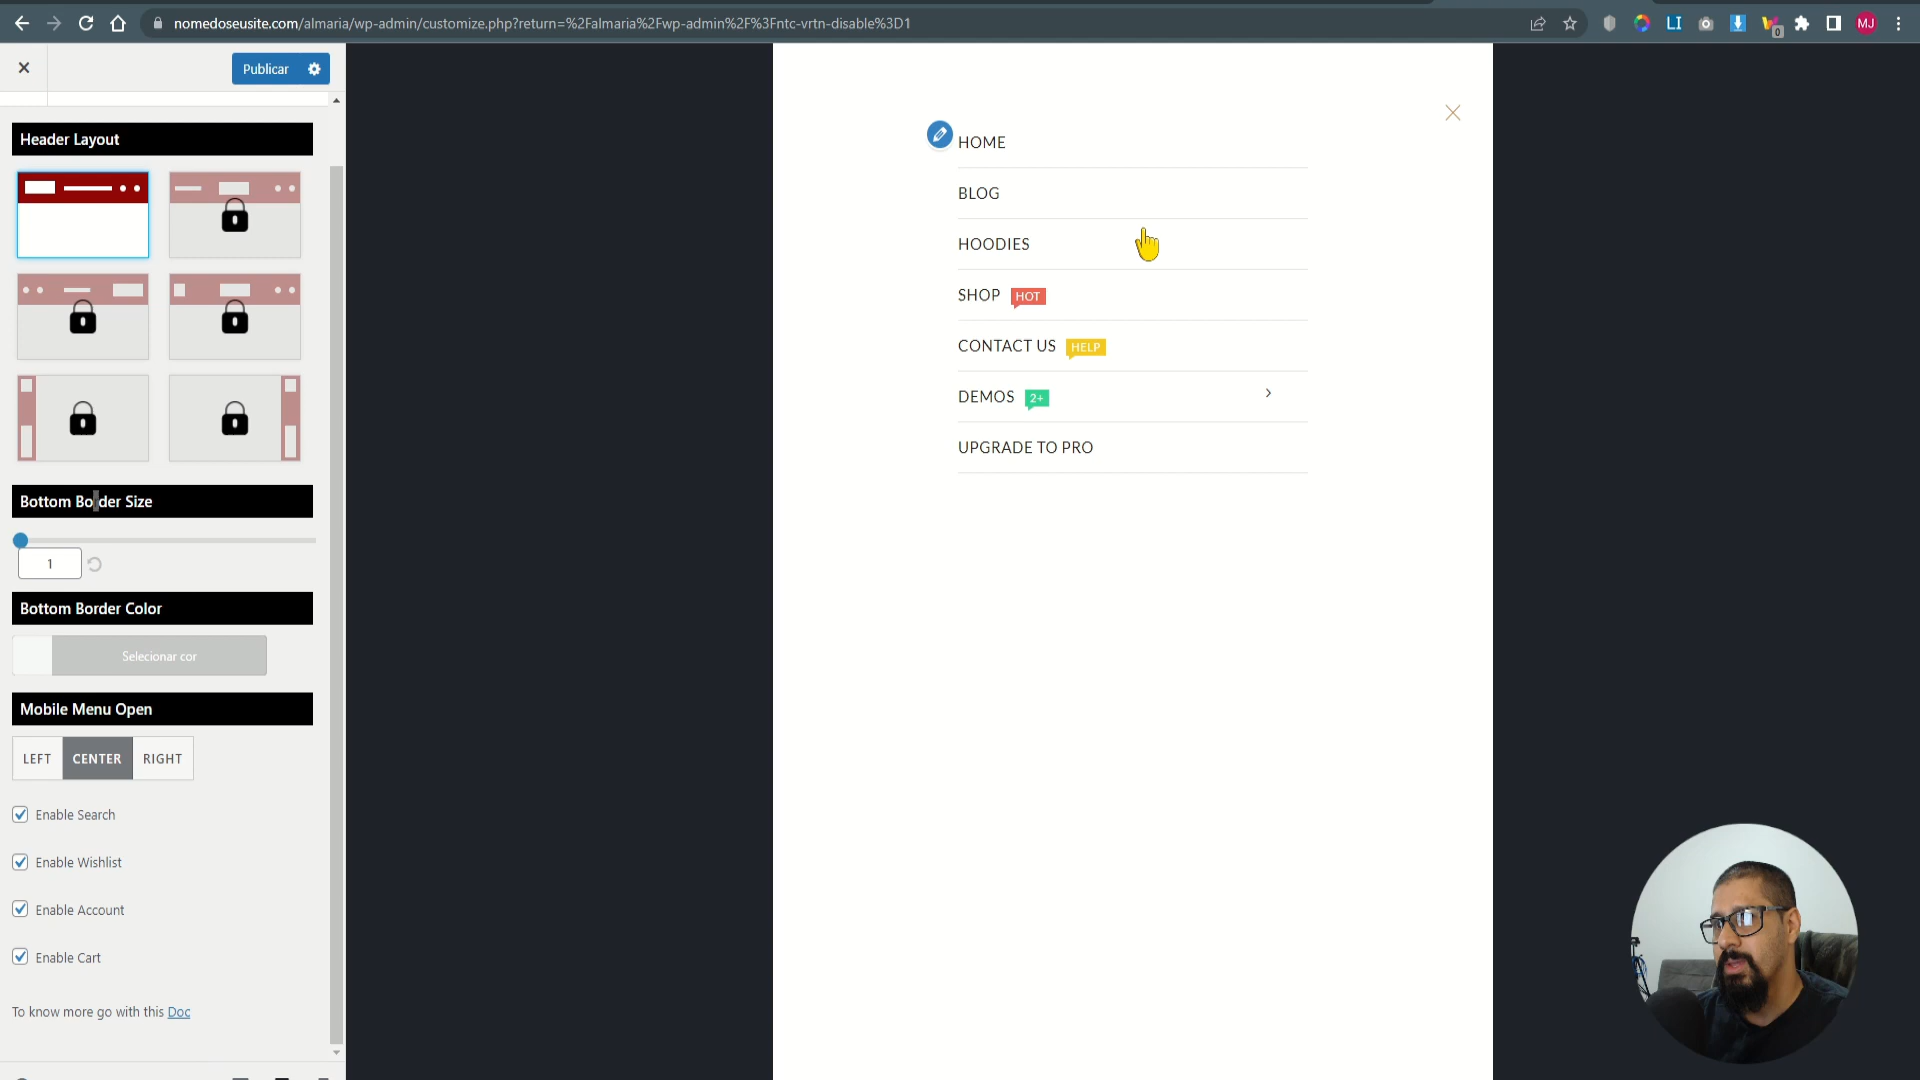 nomedoseusite.com/almaria/wp-admin/customize.php?return=%2Falmaria%2Fwp-admin%2F%3Fntc-vrtn-disable%3D1
LI
0
MJ
Publicar
Header Layout
Bottom Border Size
1
Bottom Border Color
Selecionar cor
Mobile Menu Open
LEFT CENTER RIGHT
Enable Search
Enable Wishlist
Enable Account
Enable Cart
To know more go with this Doc
HOME
BLOG
HOODIES
SHOP HOT
CONTACT US HELP
DEMOS 2+
UPGRADE TO PRO